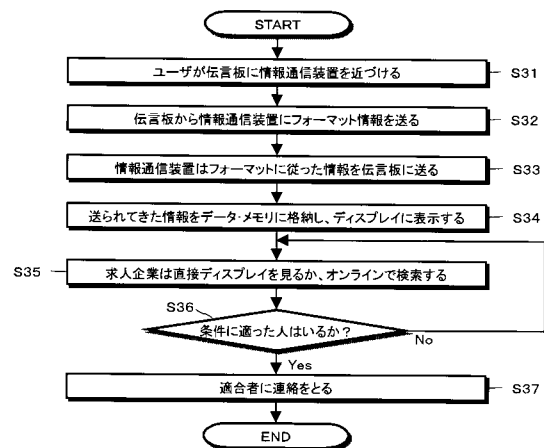 START
ユーザが伝言板に情報通信装置を近づける
S31
伝言板から情報通信装置にフォーマット情報を送る
S32
情報通信装置はフォーマットに従った情報を伝言板に送る
S33
送られてきた情報をデータ・メモリに格納し、ディスプレイに表示する
S34
S35
求人企業は直接ディスプレイを見るか、オンラインで検索する
S36
条件に適った人はいるか？
No
Yes
適合者に連絡をとる
S37
END